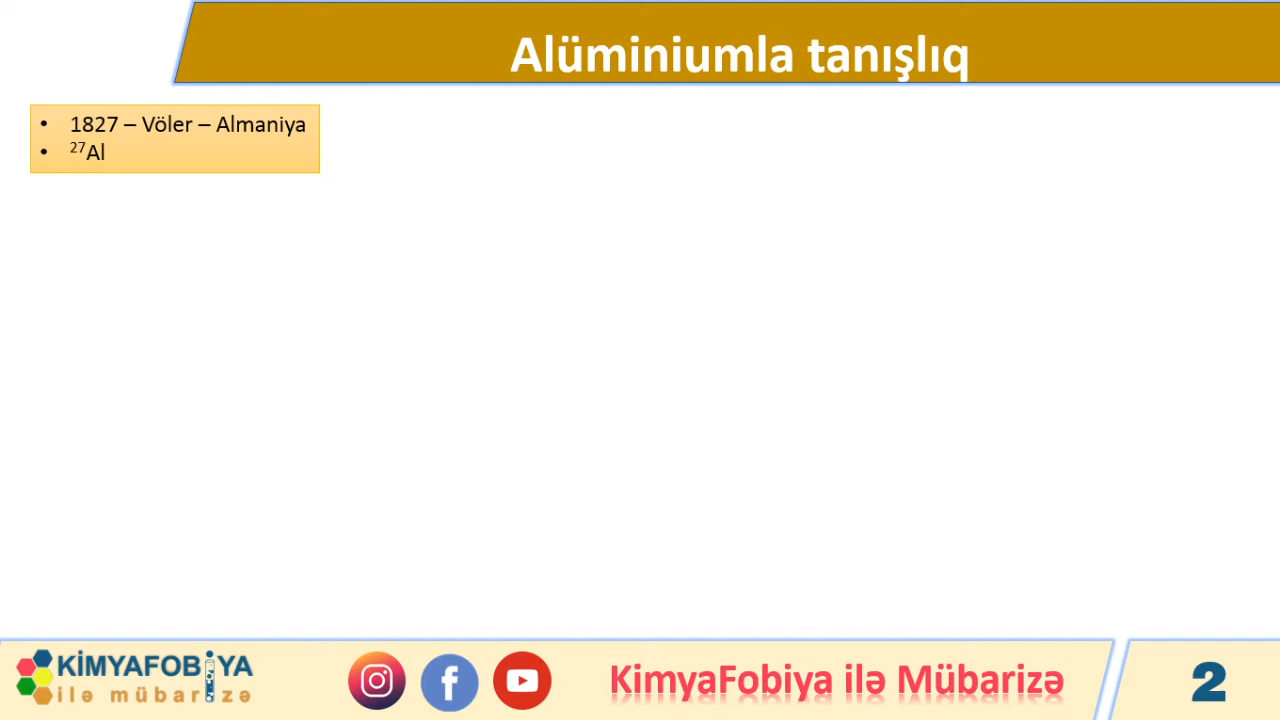 Alüminiumla tanışlıq
• 1827 – Völer – Almaniya
• ²⁷Al
KİMYAFOBİYA
ilə mübarizə
KimyaFobiya ilə Mübarizə
2